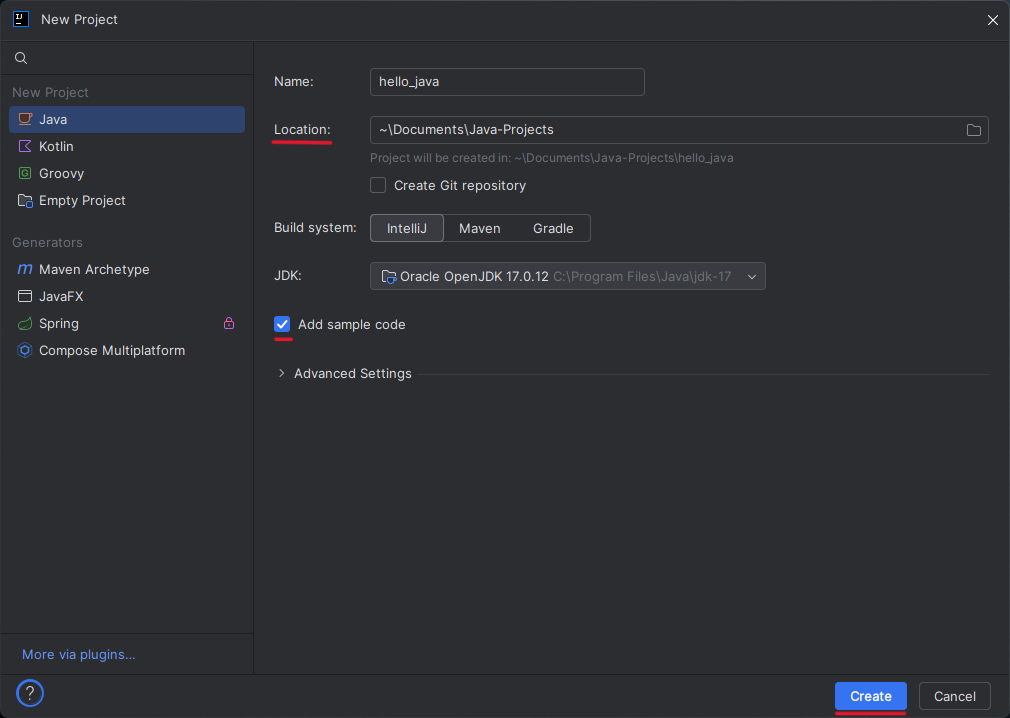 New Project
New Project
Java
Kotlin
Groovy
Empty Project
Generators
Maven Archetype
JavaFX
Spring
Compose Multiplatform
More via plugins...
?
Name: hello_java
Location: ~\Documents\Java-Projects
Project will be created in: ~\Documents\Java-Projects\hello_java
Create Git repository
Build system: IntelliJ Maven Gradle
JDK: Oracle OpenJDK 17.0.12 C:\Program Files\Java\jdk-17
Add sample code
Advanced Settings
Create Cancel